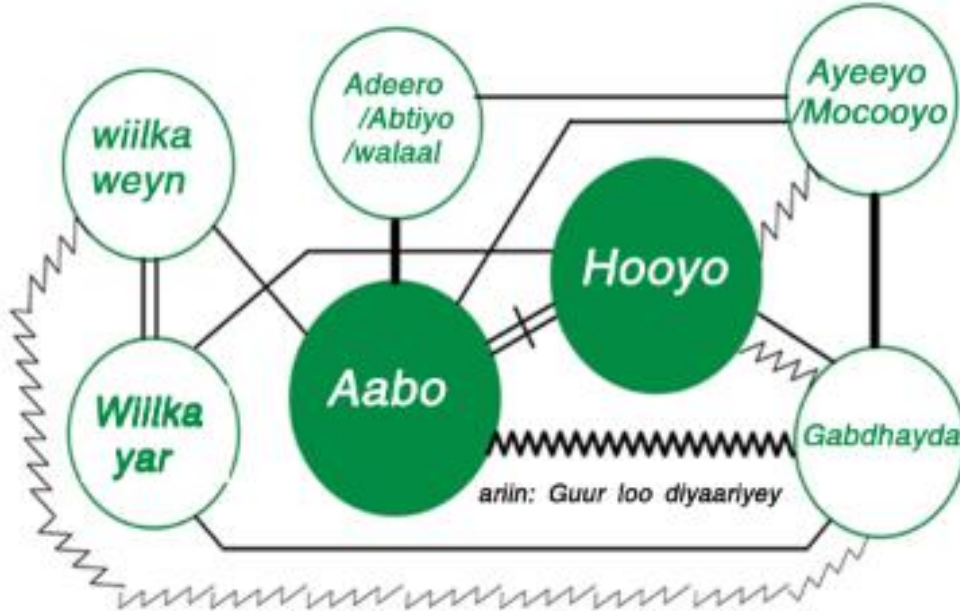 wiilka
weyn
Adeero
/Abtiyo
/walaal
Ayeeyo
/Mocooyo
Hooyo
Aabo
Wiilka
yar
Gabdhayda
ariin: Guur loo diyaariyey